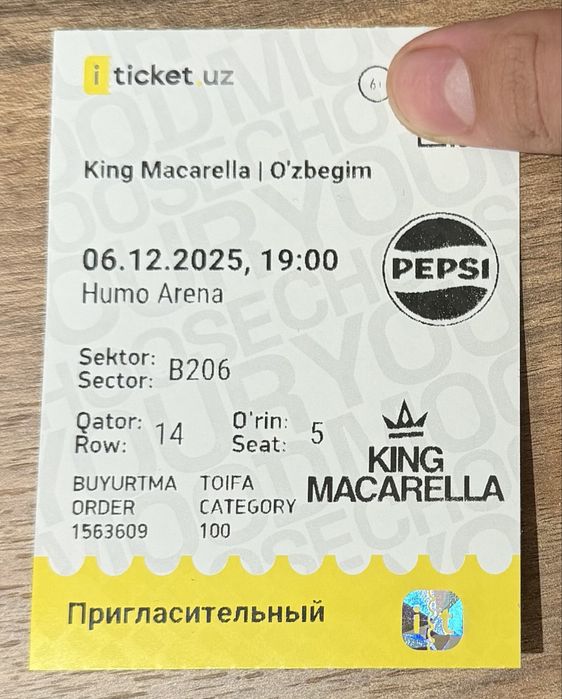 iticket.uz
King Macarella | O'zbegim
06.12.2025, 19:00
Humo Arena
PEPSI
Sektor:
Sector: B206
Qator:
Row: 14
O'rin:
Seat: 5
KING
MACARELLA
BUYURTMA
ORDER
1563609
TOIFA
CATEGORY
100
Пригласительный